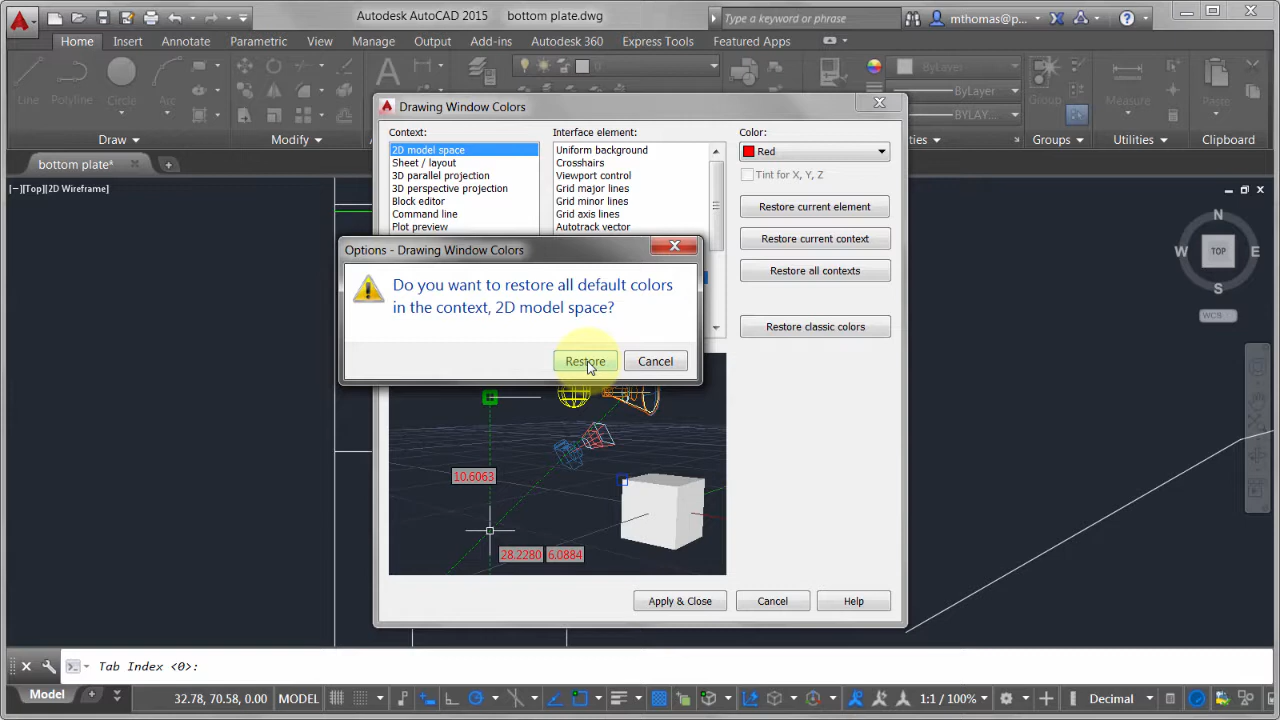 Autodesk AutoCAD 2015 bottom plate.dwg
Type a keyword or phrase
mthomas@p...
Home Insert Annotate Parametric View Manage Output Add-ins Autodesk 360 Express Tools Featured Apps
Line Polyline Circle Arc
0
ByLayer
ByLayer
BYLAY...
Group Measure Paste
Draw Modify
Groups Utilities Clipboard
bottom plate*
[−][Top][2D Wireframe]
N
W TOP E
S
WCS
Drawing Window Colors
Context:
2D model space
Sheet / layout
3D parallel projection
3D perspective projection
Block editor
Command line
Plot preview
Interface element:
Uniform background
Crosshairs
Viewport control
Grid major lines
Grid minor lines
Grid axis lines
Autotrack vector
Color:
Red
Tint for X, Y, Z
Restore current element
Restore current context
Restore all contexts
Restore classic colors
Options - Drawing Window Colors
Do you want to restore all default colors
in the context, 2D model space?
Restore Cancel
10.6063
28.2280 6.0884
Apply & Close Cancel Help
Tab Index <0>:
Model 32.78, 70.58, 0.00 MODEL 1:1 / 100% Decimal